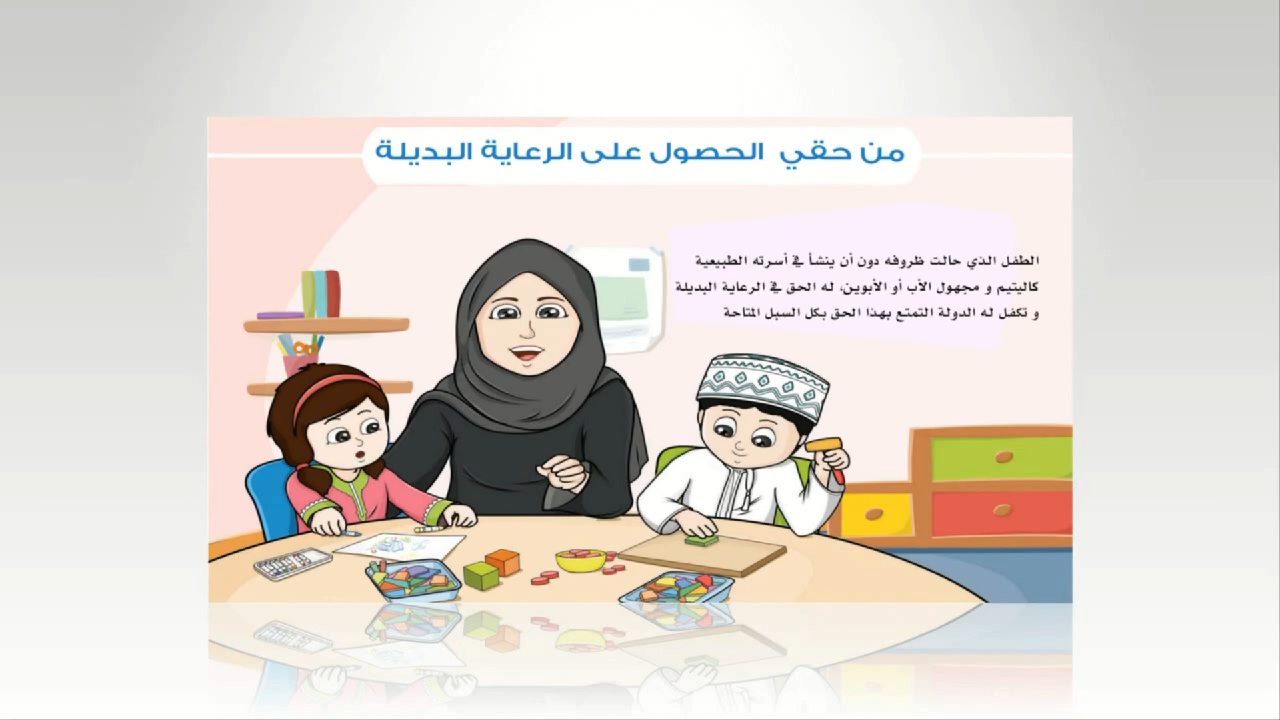 من حقي الحصول على الرعاية البديلة
الطفل الذي حالت ظروفه دون أن ينشأ في أسرته الطبيعية
كاليتيم و مجهول الأب أو الأبوين، له الحق في الرعاية البديلة
و تكفل له الدولة التمتع بهذا الحق بكل السبل المتاحة